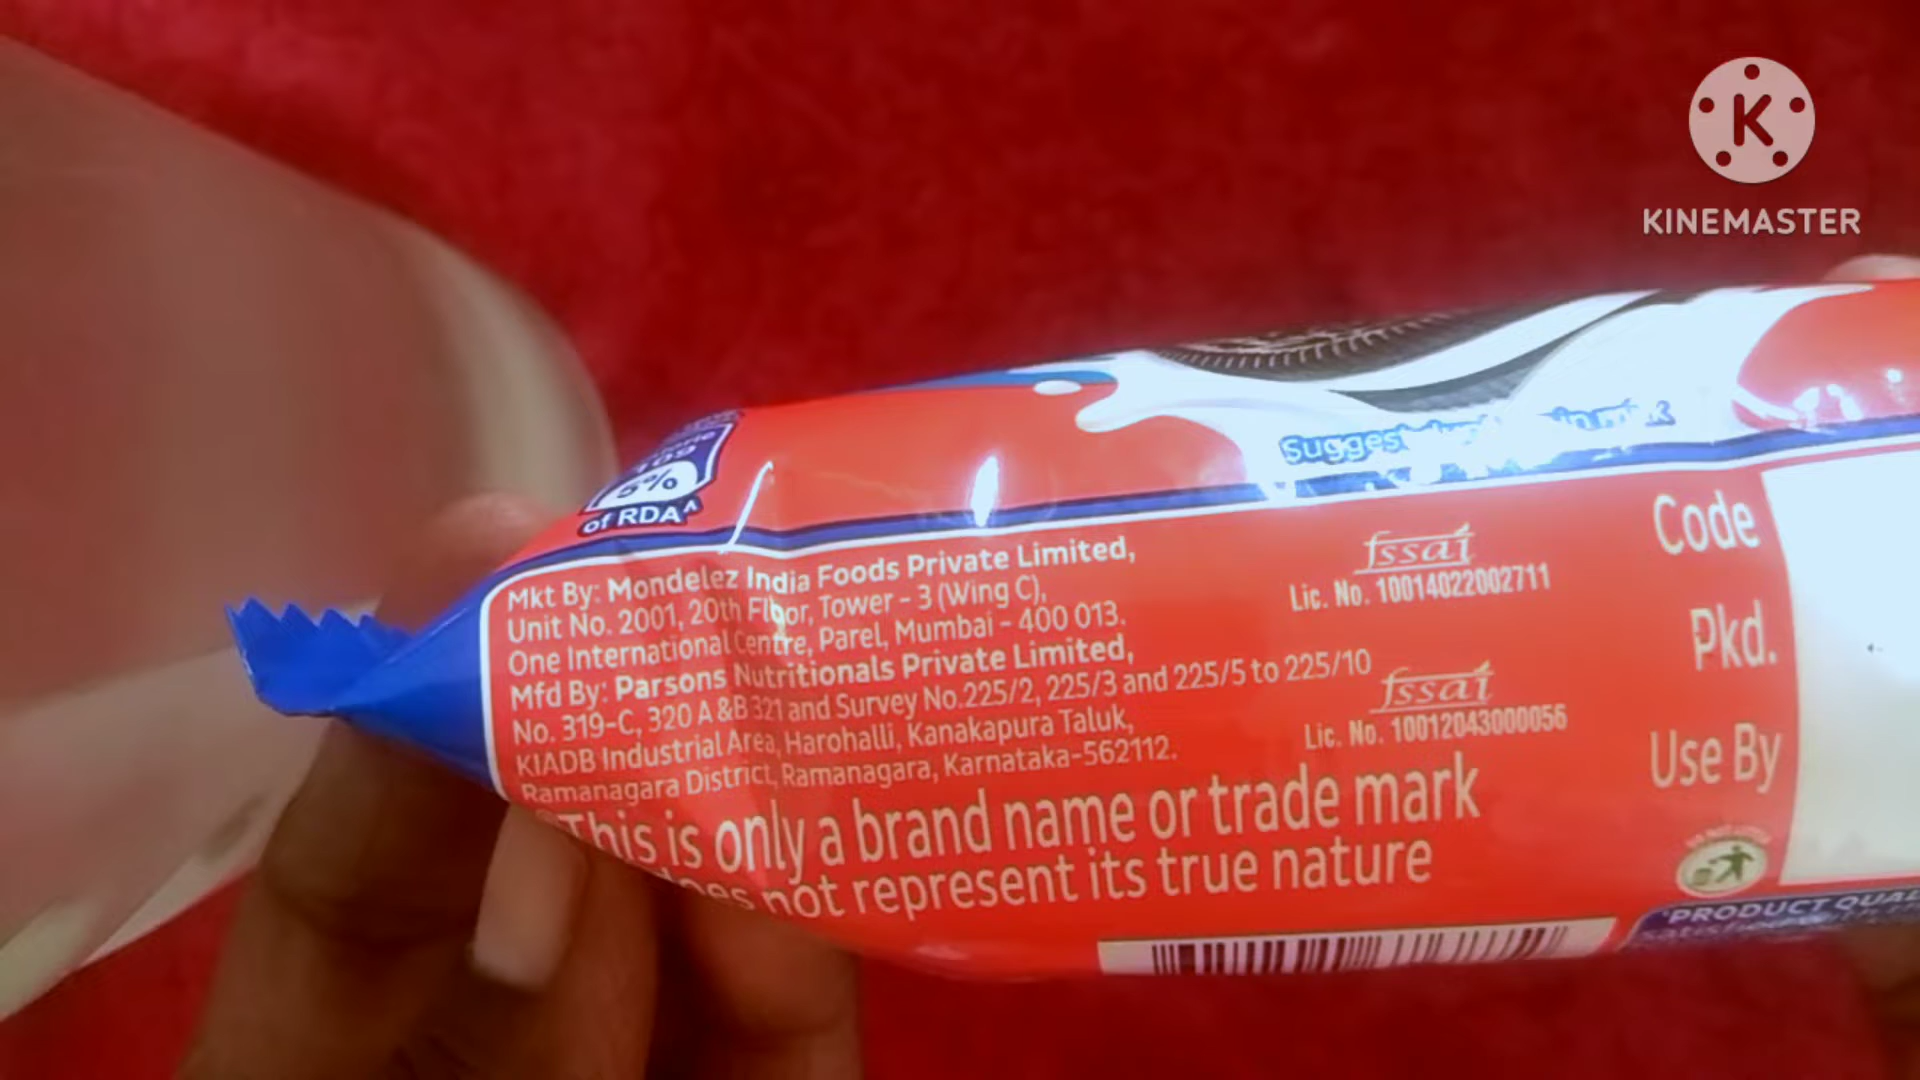 KINEMASTER
109
5%
of RDA^
Mkt By: Mondelez India Foods Private Limited,
Unit No. 2001, 20th Floor, Tower - 3 (Wing C),
One International Centre, Parel, Mumbai - 400 013.
Mfd By: Parsons Nutritionals Private Limited,
No. 319-C, 320 A &B 321 and Survey No.225/2, 225/3 and 225/5 to 225/10
KIADB Industrial Area, Harohalli, Kanakapura Taluk,
Ramanagara District, Ramanagara, Karnataka-562112.
This is only a brand name or trade mark
does not represent its true nature
fssai
Lic. No. 10014022002711
fssai
Lic. No. 10012043000056
Code
Pkd.
Use By
PRODUCT